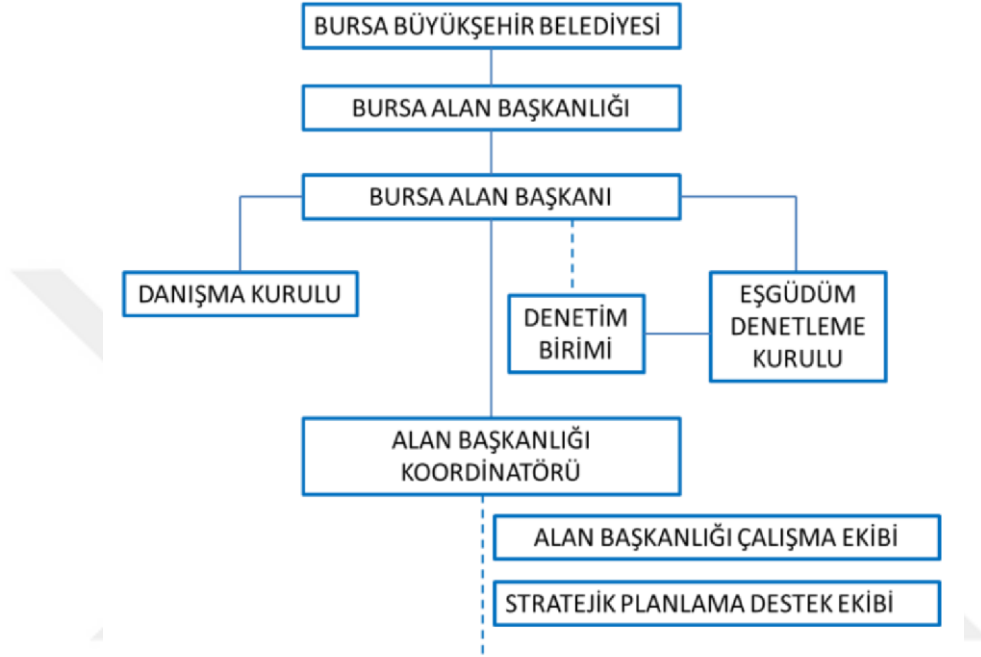 BURSA BÜYÜKŞEHİR BELEDİYESİ
BURSA ALAN BAŞKANLIĞI
BURSA ALAN BAŞKANI
DANIŞMA KURULU
DENETİM
BİRİMİ
EŞGÜDÜM
DENETLEME
KURULU
ALAN BAŞKANLIĞI
KOORDİNATÖRÜ
ALAN BAŞKANLIĞI ÇALIŞMA EKİBİ
STRATEJİK PLANLAMA DESTEK EKİBİ